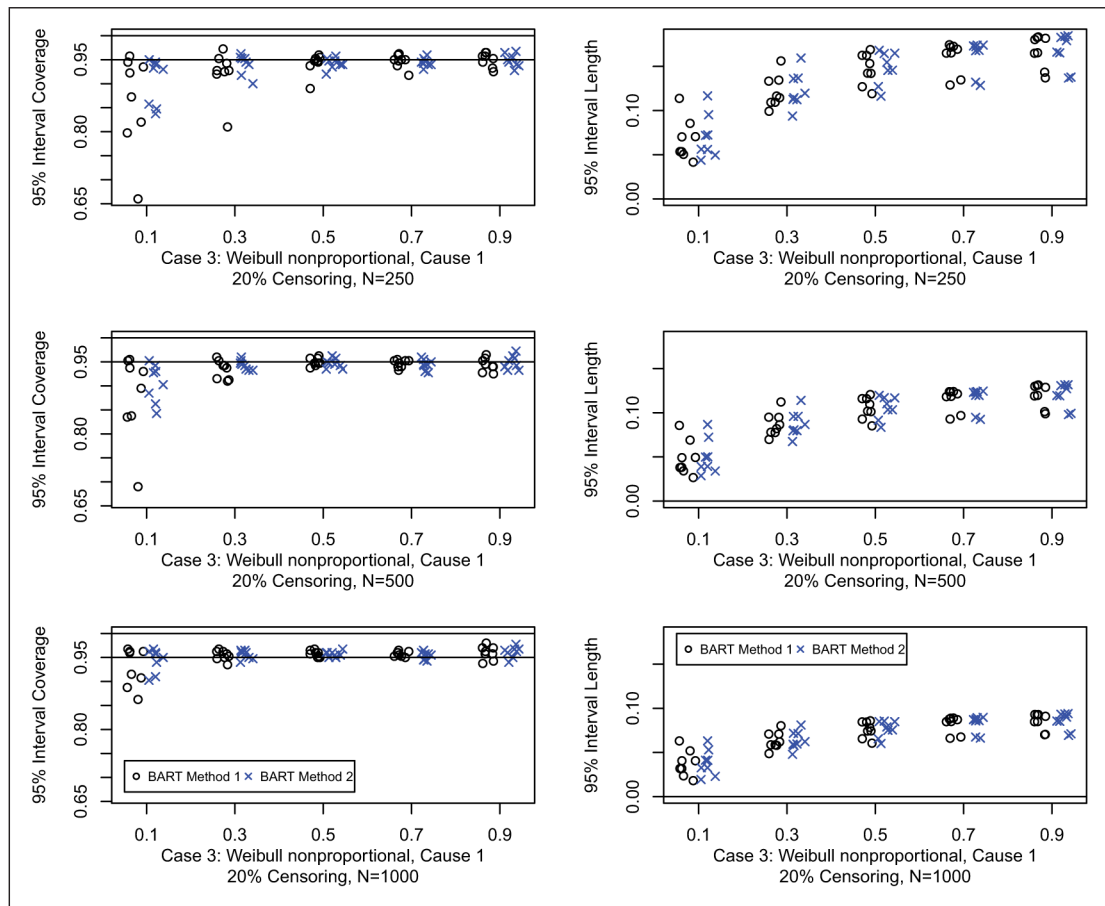 95% Interval Coverage
0.95
0.80
0.65
0.1 0.3 0.5 0.7 0.9
Case 3: Weibull nonproportional, Cause 1
20% Censoring, N=250
95% Interval Length
0.10
0.00
0.1 0.3 0.5 0.7 0.9
Case 3: Weibull nonproportional, Cause 1
20% Censoring, N=250
95% Interval Coverage
0.95
0.80
0.65
0.1 0.3 0.5 0.7 0.9
Case 3: Weibull nonproportional, Cause 1
20% Censoring, N=500
95% Interval Length
0.10
0.00
0.1 0.3 0.5 0.7 0.9
Case 3: Weibull nonproportional, Cause 1
20% Censoring, N=500
95% Interval Coverage
0.95
0.80
0.65
BART Method 1 BART Method 2
0.1 0.3 0.5 0.7 0.9
Case 3: Weibull nonproportional, Cause 1
20% Censoring, N=1000
95% Interval Length
BART Method 1 BART Method 2
0.10
0.00
0.1 0.3 0.5 0.7 0.9
Case 3: Weibull nonproportional, Cause 1
20% Censoring, N=1000